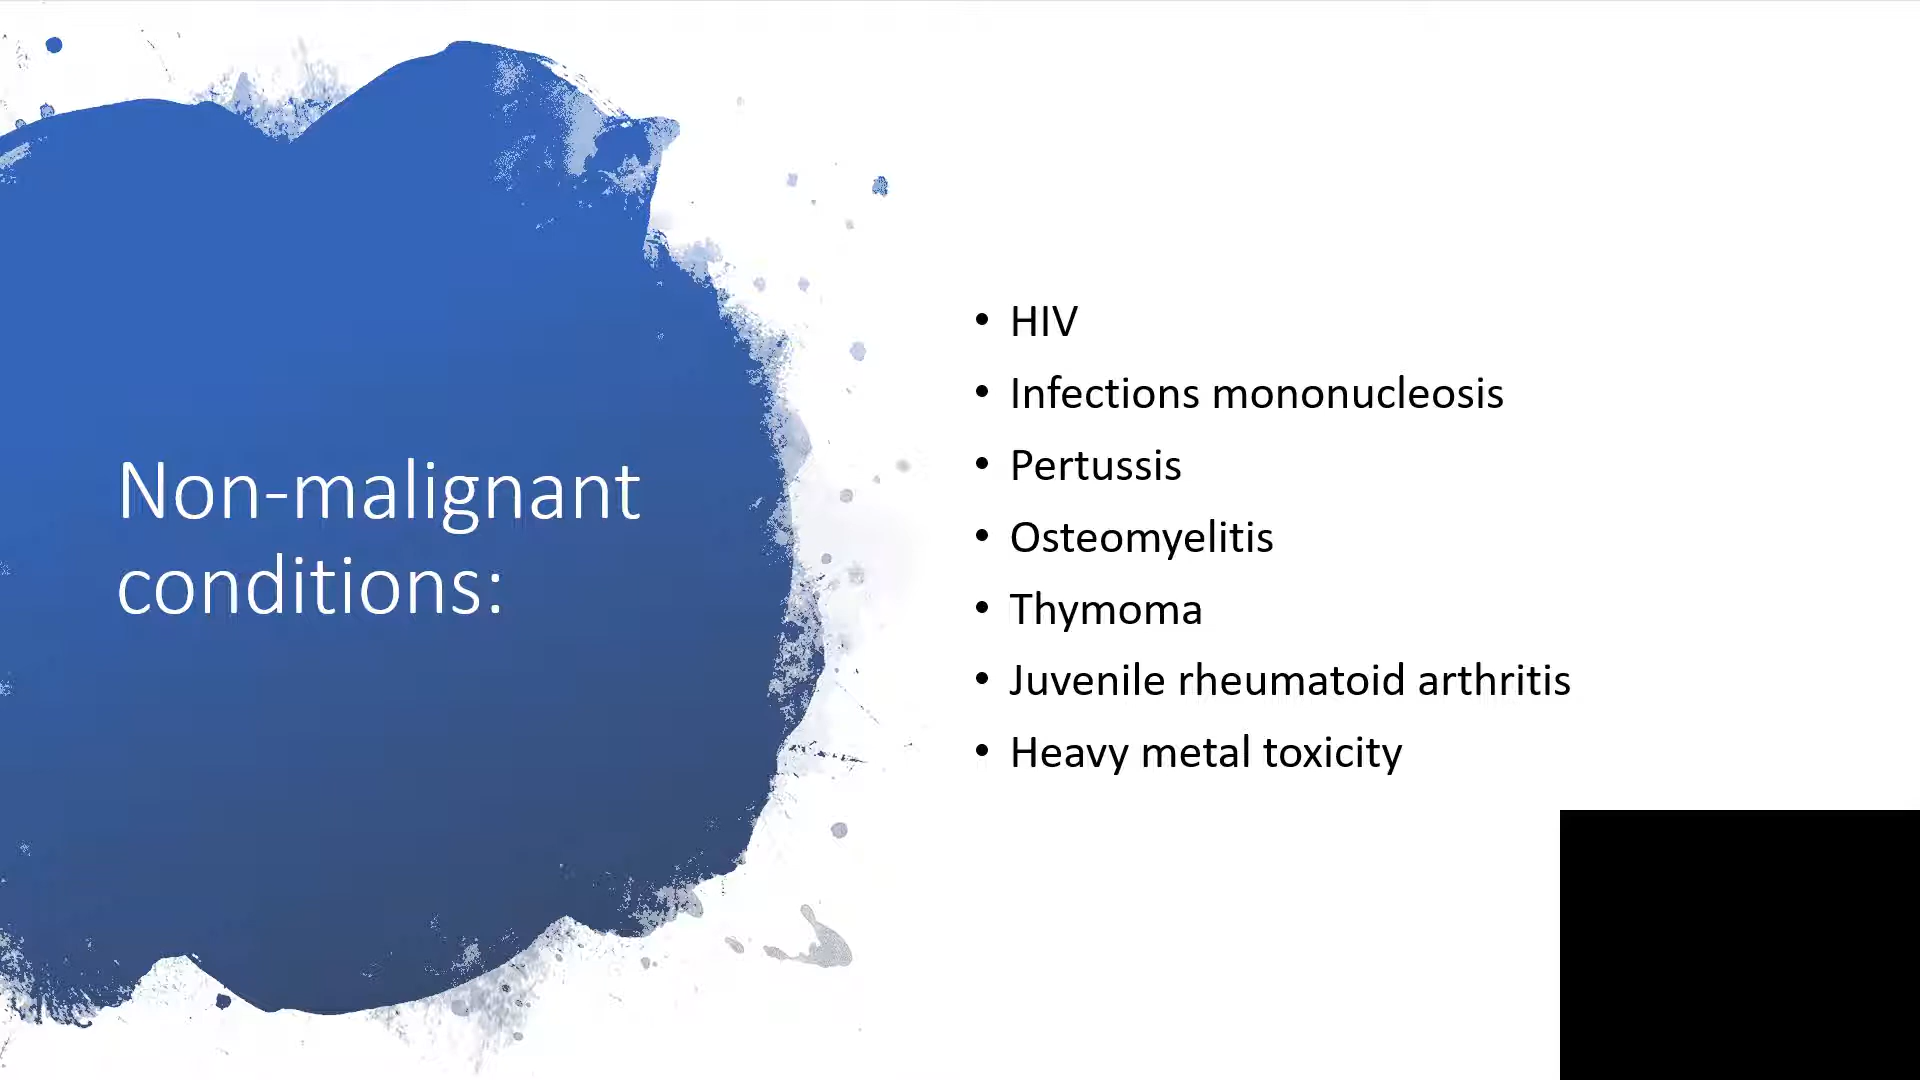 Non-malignant
conditions:
• HIV
• Infections mononucleosis
• Pertussis
• Osteomyelitis
• Thymoma
• Juvenile rheumatoid arthritis
• Heavy metal toxicity